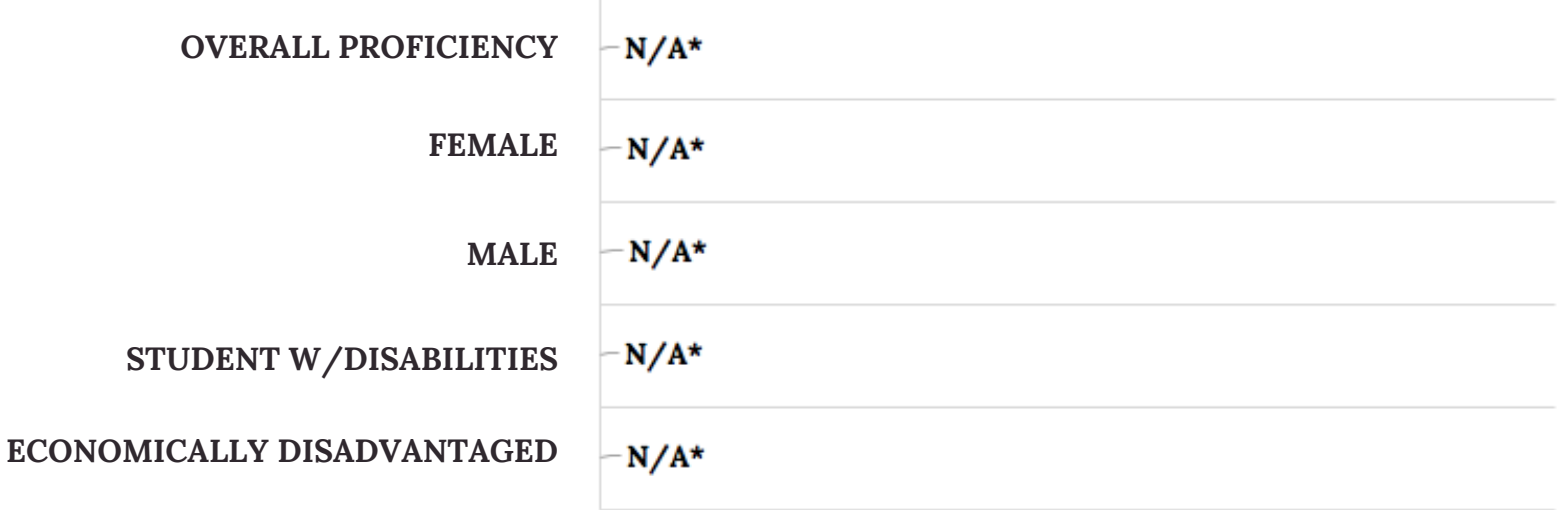 OVERALL PROFICIENCY N/A*
FEMALE N/A*
MALE N/A*
STUDENT W/DISABILITIES N/A*
ECONOMICALLY DISADVANTAGED N/A*